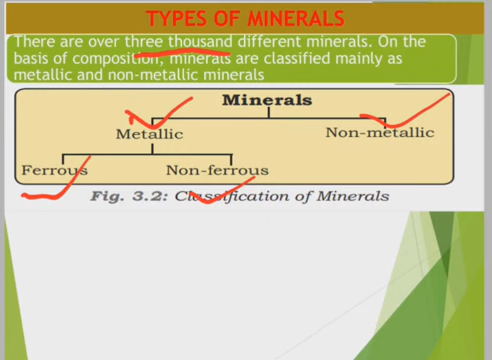 TYPES OF MINERALS
There are over three thousand different minerals. On the
basis of composition, minerals are classified mainly as
metallic and non-metallic minerals
Minerals
Metallic Non-metallic
Ferrous Non-ferrous
Fig. 3.2: Classification of Minerals